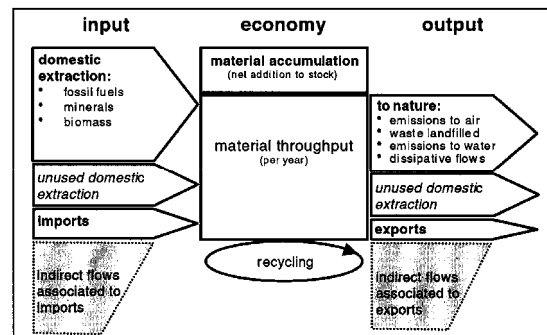 input
economy
output
domestic
extraction:
• fossil fuels
• minerals
• biomass
unused domestic
extraction
imports
Indirect flows
associated to
imports
material accumulation
(net addition to stock)
material throughput
(per year)
recycling
to nature:
• emissions to air
• waste landfilled
• emissions to water
• dissipative flows
unused domestic
extraction
exports
Indirect flows
associated to
exports